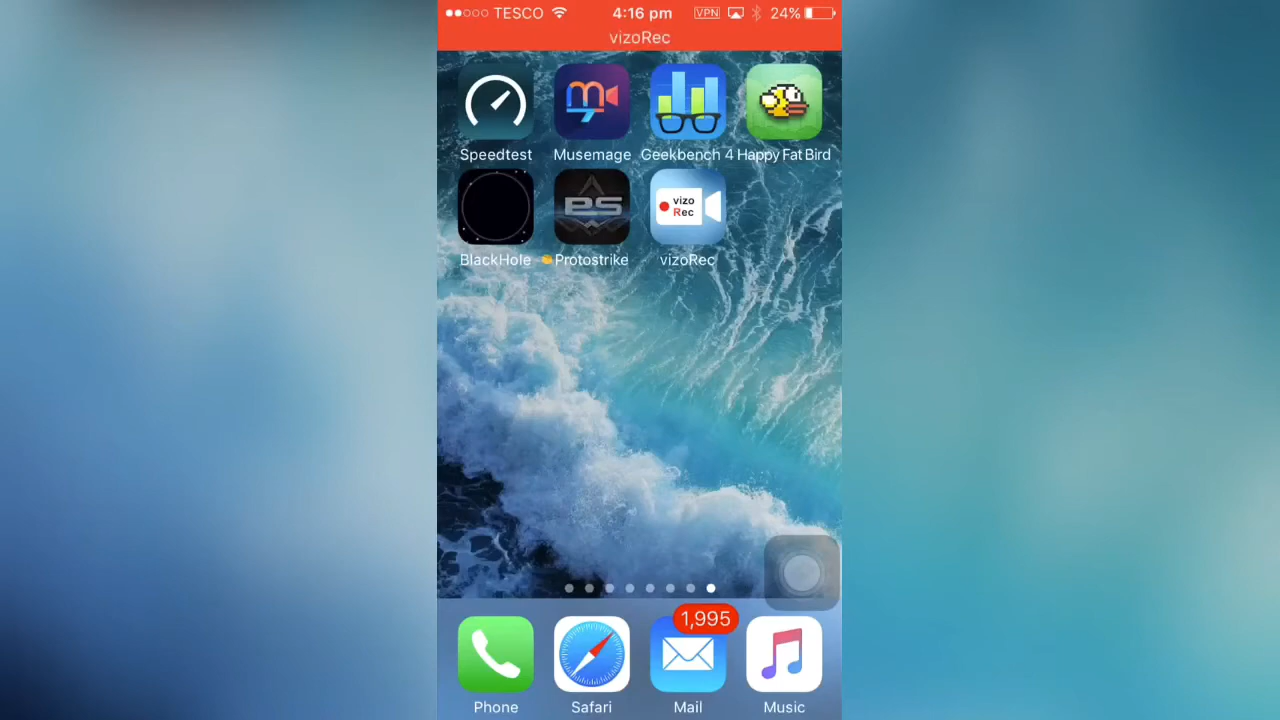 TESCO 4:16 pm VPN 24%
vizoRec
Speedtest Musemage Geekbench 4 Happy Fat Bird
vizo
Rec
BlackHole Protostrike vizoRec
1,995
Phone Safari Mail Music